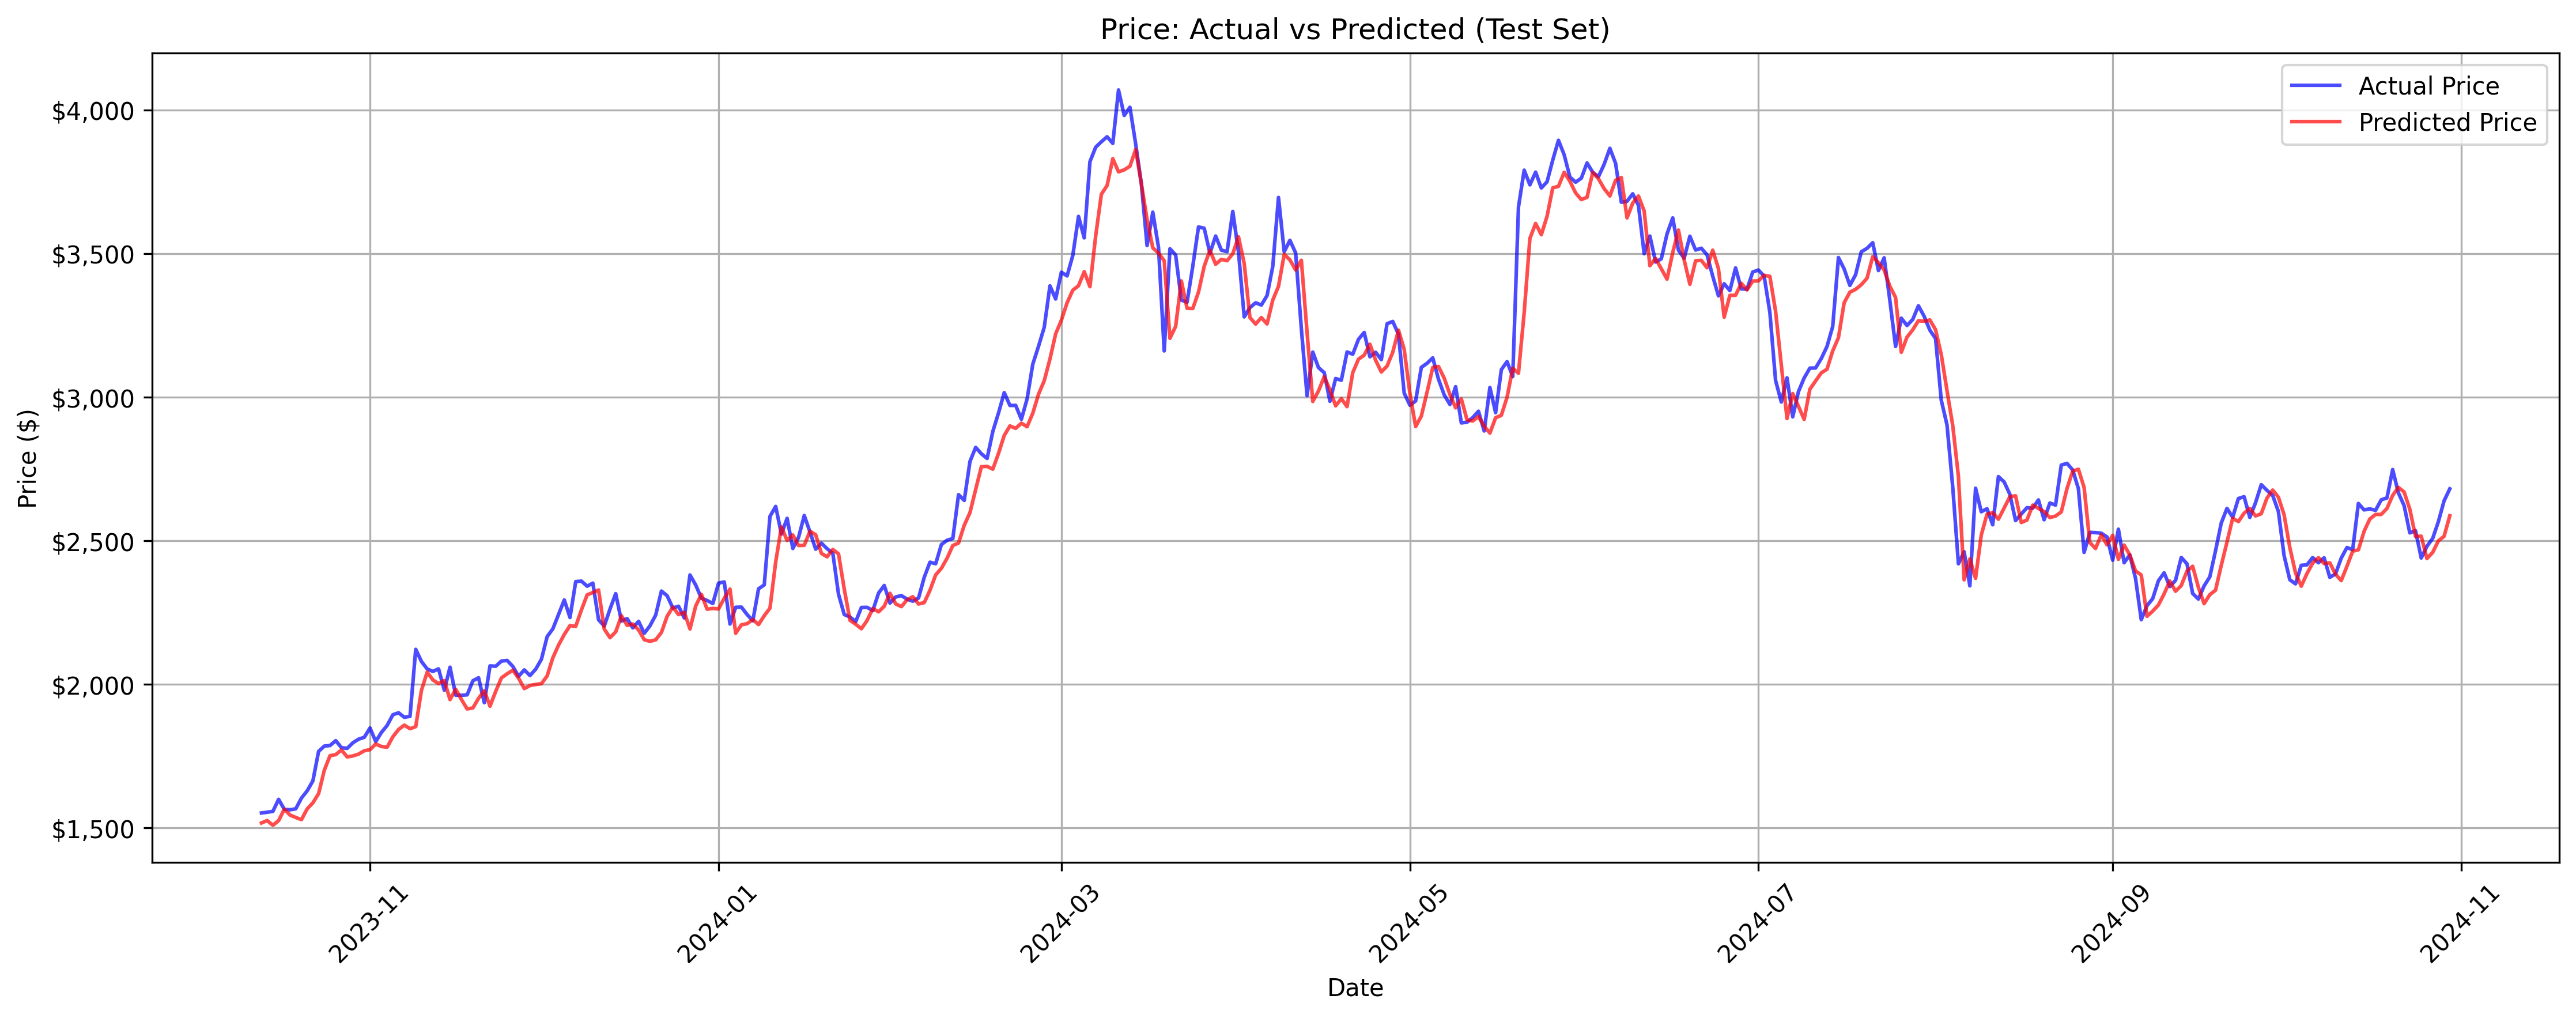 Price: Actual vs Predicted (Test Set)
Actual Price
Predicted Price
Price ($)
$4,000
$3,500
$3,000
$2,500
$2,000
$1,500
2023-11
2024-01
2024-03
2024-05
2024-07
2024-09
2024-11
Date